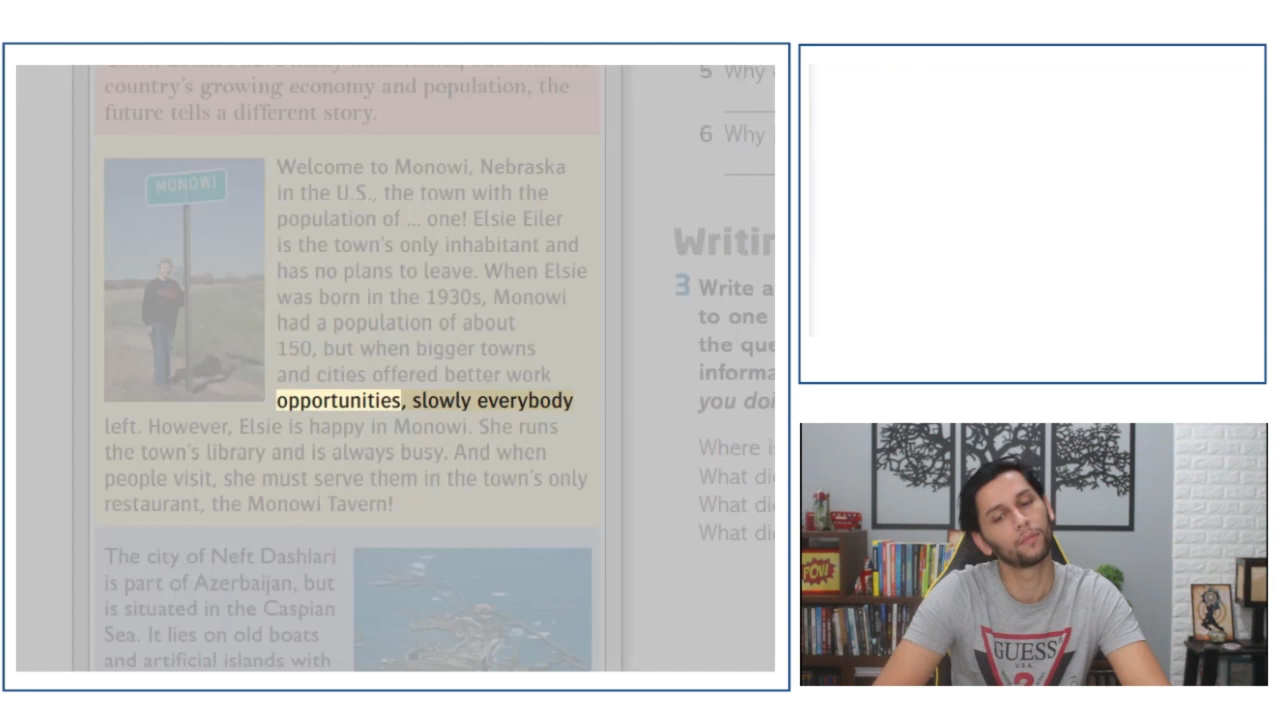 country's growing economy and population, the
future tells a different story.
MONOWI
Welcome to Monowi, Nebraska
in the U.S., the town with the
population of ... one! Elsie Eiler
is the town's only inhabitant and
has no plans to leave. When Elsie
was born in the 1930s, Monowi
had a population of about
150, but when bigger towns
and cities offered better work
opportunities, slowly everybody
left. However, Elsie is happy in Monowi. She runs
the town's library and is always busy. And when
people visit, she must serve them in the town's only
restaurant, the Monowi Tavern!
The city of Neft Dashlari
is part of Azerbaijan, but
is situated in the Caspian
Sea. It lies on old boats
and artificial islands with
5 Why
6 Why
Writin
3 Write a
to one
the que
informa
you doi
Where i
What di
What di
What di
POW!
GUESS
U.S.A.
?